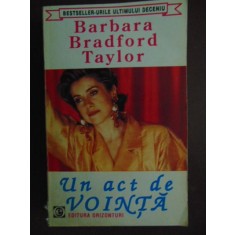 BESTSELLER-URILE ULTIMULUI DECENIU
Barbara
Bradford
Taylor
Un act de
VOINȚĂ
EDITURA ORIZONTURI